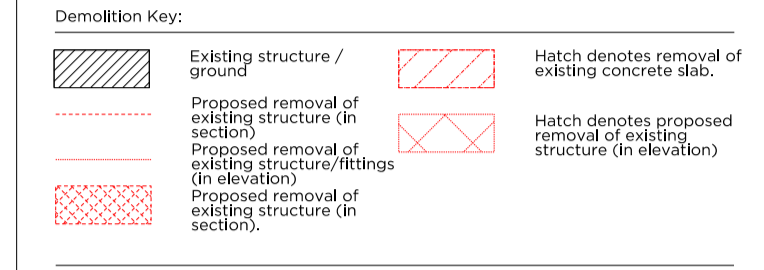 Demolition Key:
Existing structure /
ground
Proposed removal of
existing structure (in
section)
Proposed removal of
existing structure/fittings
(in elevation)
Proposed removal of
existing structure (in
section).
Hatch denotes removal of
existing concrete slab.
Hatch denotes proposed
removal of existing
structure (in elevation)